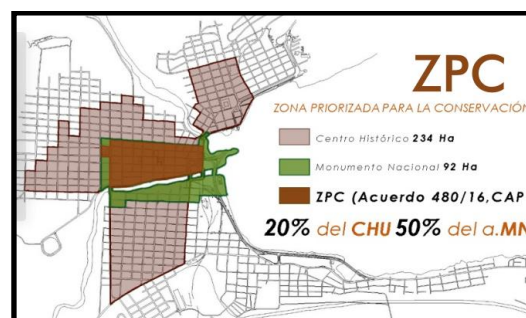 ZPC
ZONA PRIORIZADA PARA LA CONSERVACIÓN
Centro Histórico 234 Ha
Monumento Nacional 92 Ha
ZPC (Acuerdo 480/16,CAP
20% del CHU 50% del a.MN